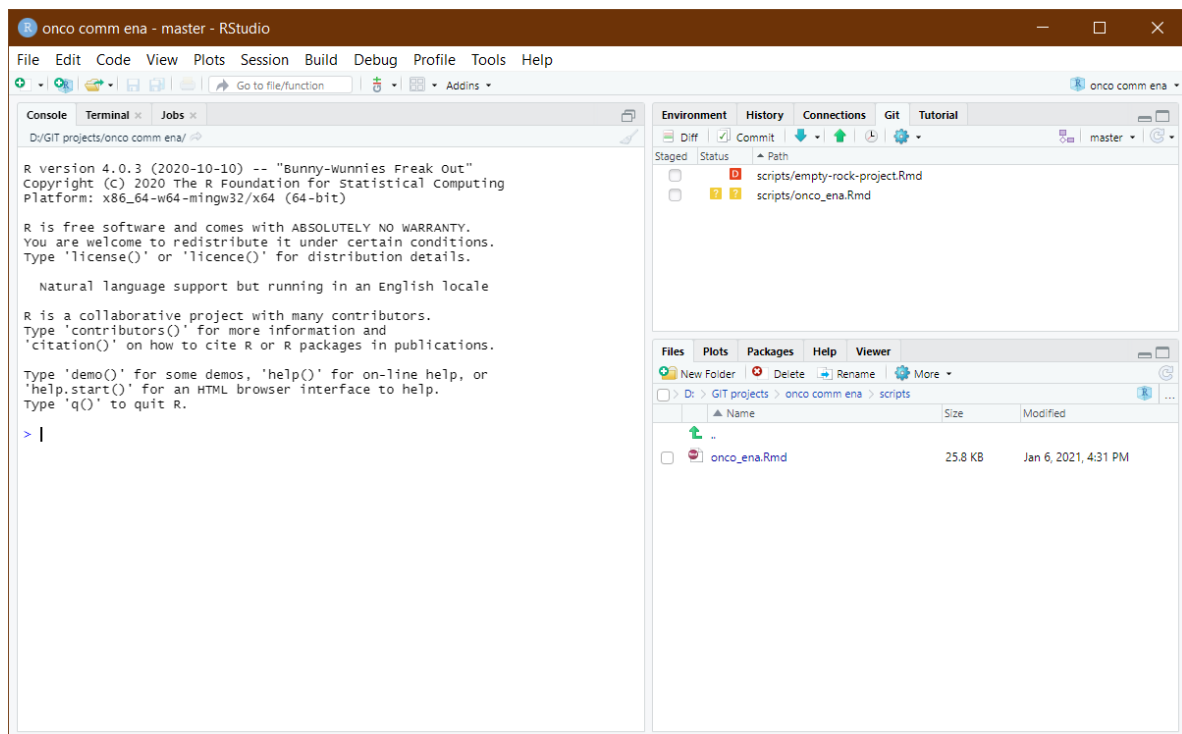 onco comm ena - master - RStudio
File Edit Code View Plots Session Build Debug Profile Tools Help
Go to file/function Addins onco comm ena
Console Terminal Jobs
D:/GIT projects/onco comm ena/
R version 4.0.3 (2020-10-10) -- "Bunny-Wunnies Freak Out"
Copyright (C) 2020 The R Foundation for Statistical Computing
Platform: x86_64-w64-mingw32/x64 (64-bit)
R is free software and comes with ABSOLUTELY NO WARRANTY.
You are welcome to redistribute it under certain conditions.
Type 'license()' or 'licence()' for distribution details.
Natural language support but running in an English locale
R is a collaborative project with many contributors.
Type 'contributors()' for more information and
'citation()' on how to cite R or R packages in publications.
Type 'demo()' for some demos, 'help()' for on-line help, or
'help.start()' for an HTML browser interface to help.
Type 'q()' to quit R.
>
Environment History Connections Git Tutorial
Diff Commit master
Staged Status Path
D scripts/empty-rock-project.Rmd
? ? scripts/onco_ena.Rmd
Files Plots Packages Help Viewer
New Folder Delete Rename More
D: > GIT projects > onco comm ena > scripts
Name Size Modified
..
onco_ena.Rmd 25.8 KB Jan 6, 2021, 4:31 PM